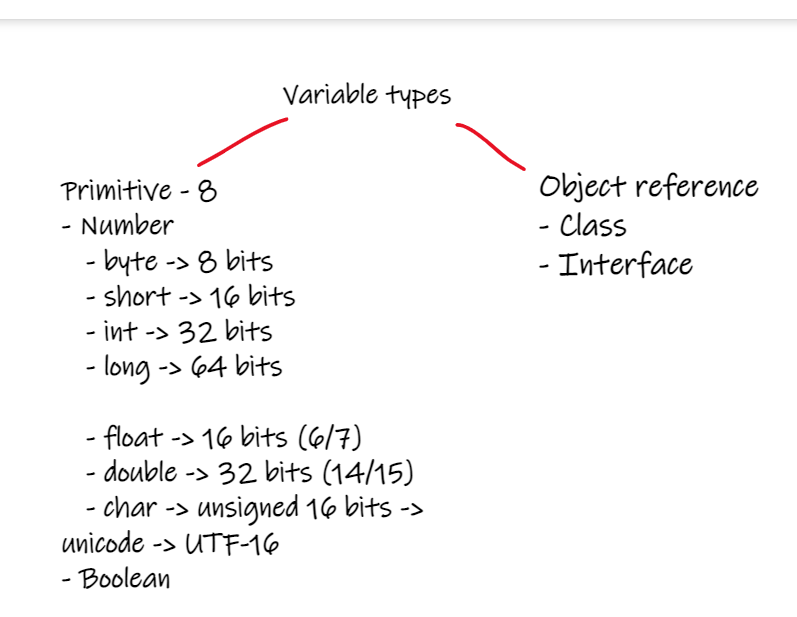 Variable types
Primitive - 8
- Number
- byte -> 8 bits
- short -> 16 bits
- int -> 32 bits
- long -> 64 bits
- float -> 16 bits (6/7)
- double -> 32 bits (14/15)
- char -> unsigned 16 bits ->
unicode -> UTF-16
- Boolean
Object reference
- Class
- Interface